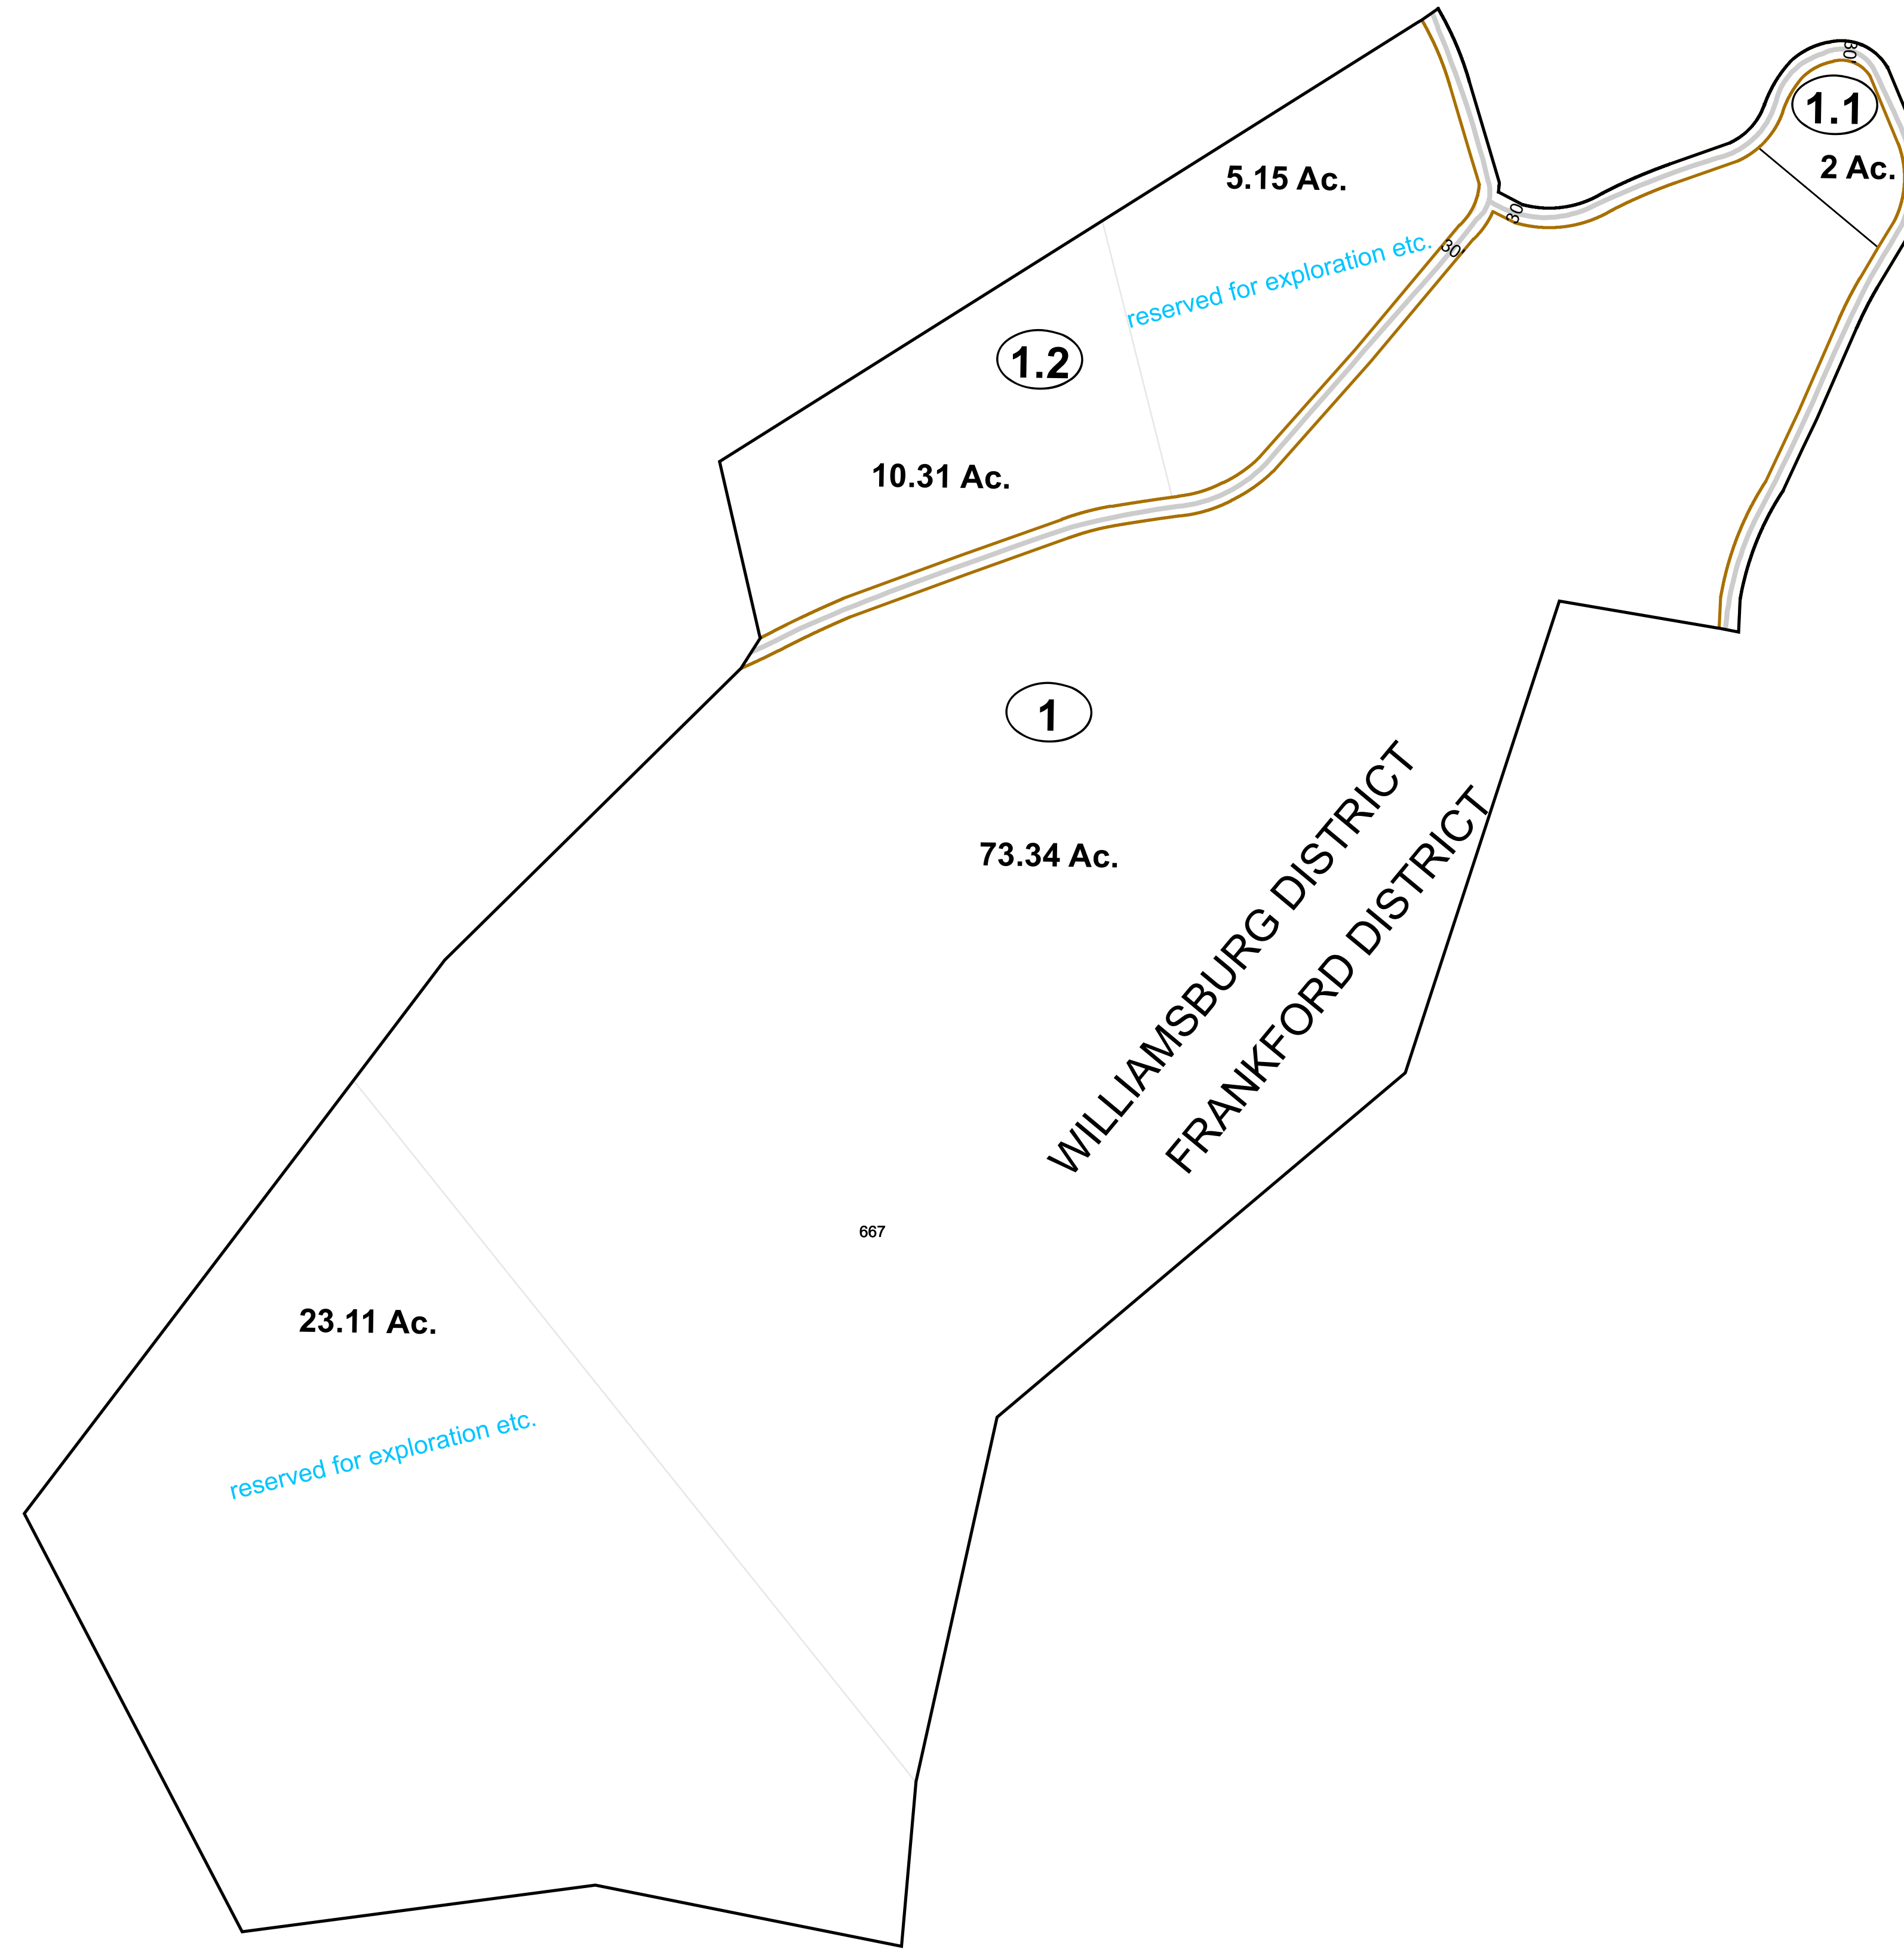 30'
1.1
2 Ac.
5.15 Ac.
30'
30'
reserved for exploration etc.
1.2
10.31 Ac.
1
73.34 Ac.
WILLIAMSBURG DISTRICT
FRANKFORD DISTRICT
667
23.11 Ac.
reserved for exploration etc.